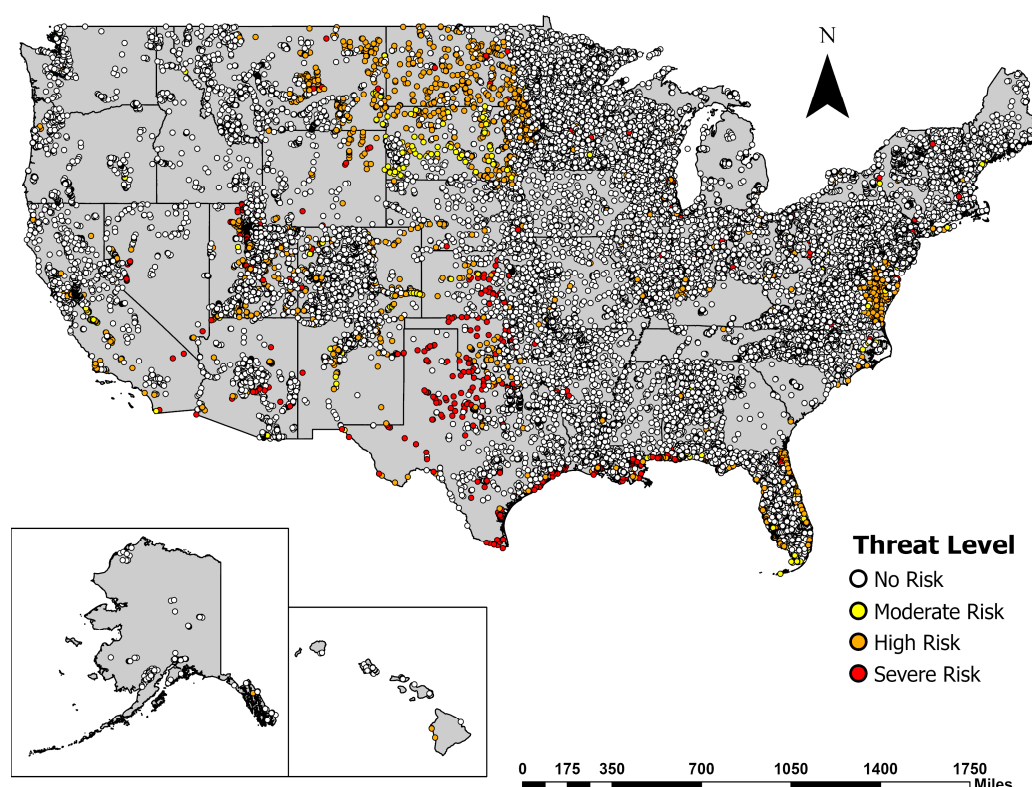 N
Threat Level
No Risk
Moderate Risk
High Risk
Severe Risk
0 175 350 700 1050 1400 1750
Miles